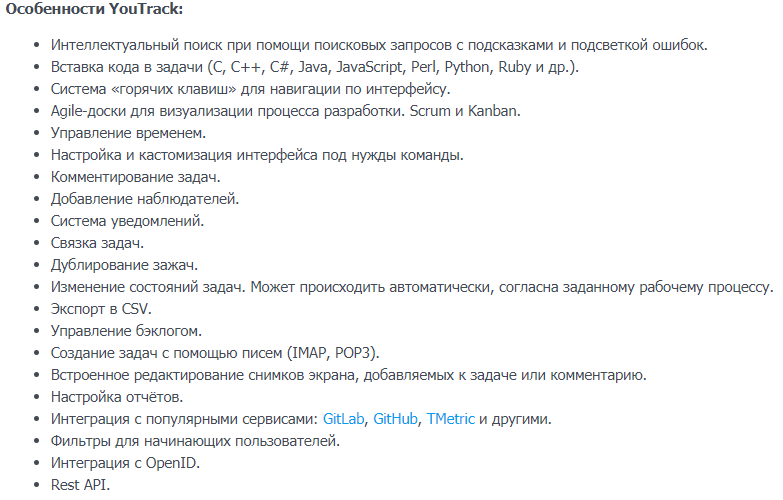 Особенности YouTrack:
• Интеллектуальный поиск при помощи поисковых запросов с подсказками и подсветкой ошибок.
• Вставка кода в задачи (C, C++, C#, Java, JavaScript, Perl, Python, Ruby и др.).
• Система «горячих клавиш» для навигации по интерфейсу.
• Agile-доски для визуализации процесса разработки. Scrum и Kanban.
• Управление временем.
• Настройка и кастомизация интерфейса под нужды команды.
• Комментирование задач.
• Добавление наблюдателей.
• Система уведомлений.
• Связка задач.
• Дублирование зажач.
• Изменение состояний задач. Может происходить автоматически, согласна заданному рабочему процессу.
• Экспорт в CSV.
• Управление бэклогом.
• Создание задач с помощью писем (IMAP, POP3).
• Встроенное редактирование снимков экрана, добавляемых к задаче или комментарию.
• Настройка отчётов.
• Интеграция с популярными сервисами: GitLab, GitHub, TMetric и другими.
• Фильтры для начинающих пользователей.
• Интеграция с OpenID.
• Rest API.